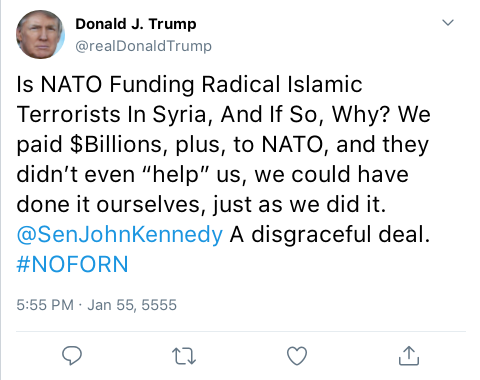 Donald J. Trump
@realDonaldTrump
Is NATO Funding Radical Islamic
Terrorists In Syria, And If So, Why? We
paid $Billions, plus, to NATO, and they
didn’t even “help” us, we could have
done it ourselves, just as we did it.
@SenJohnKennedy A disgraceful deal.
#NOFORN
5:55 PM · Jan 55, 5555